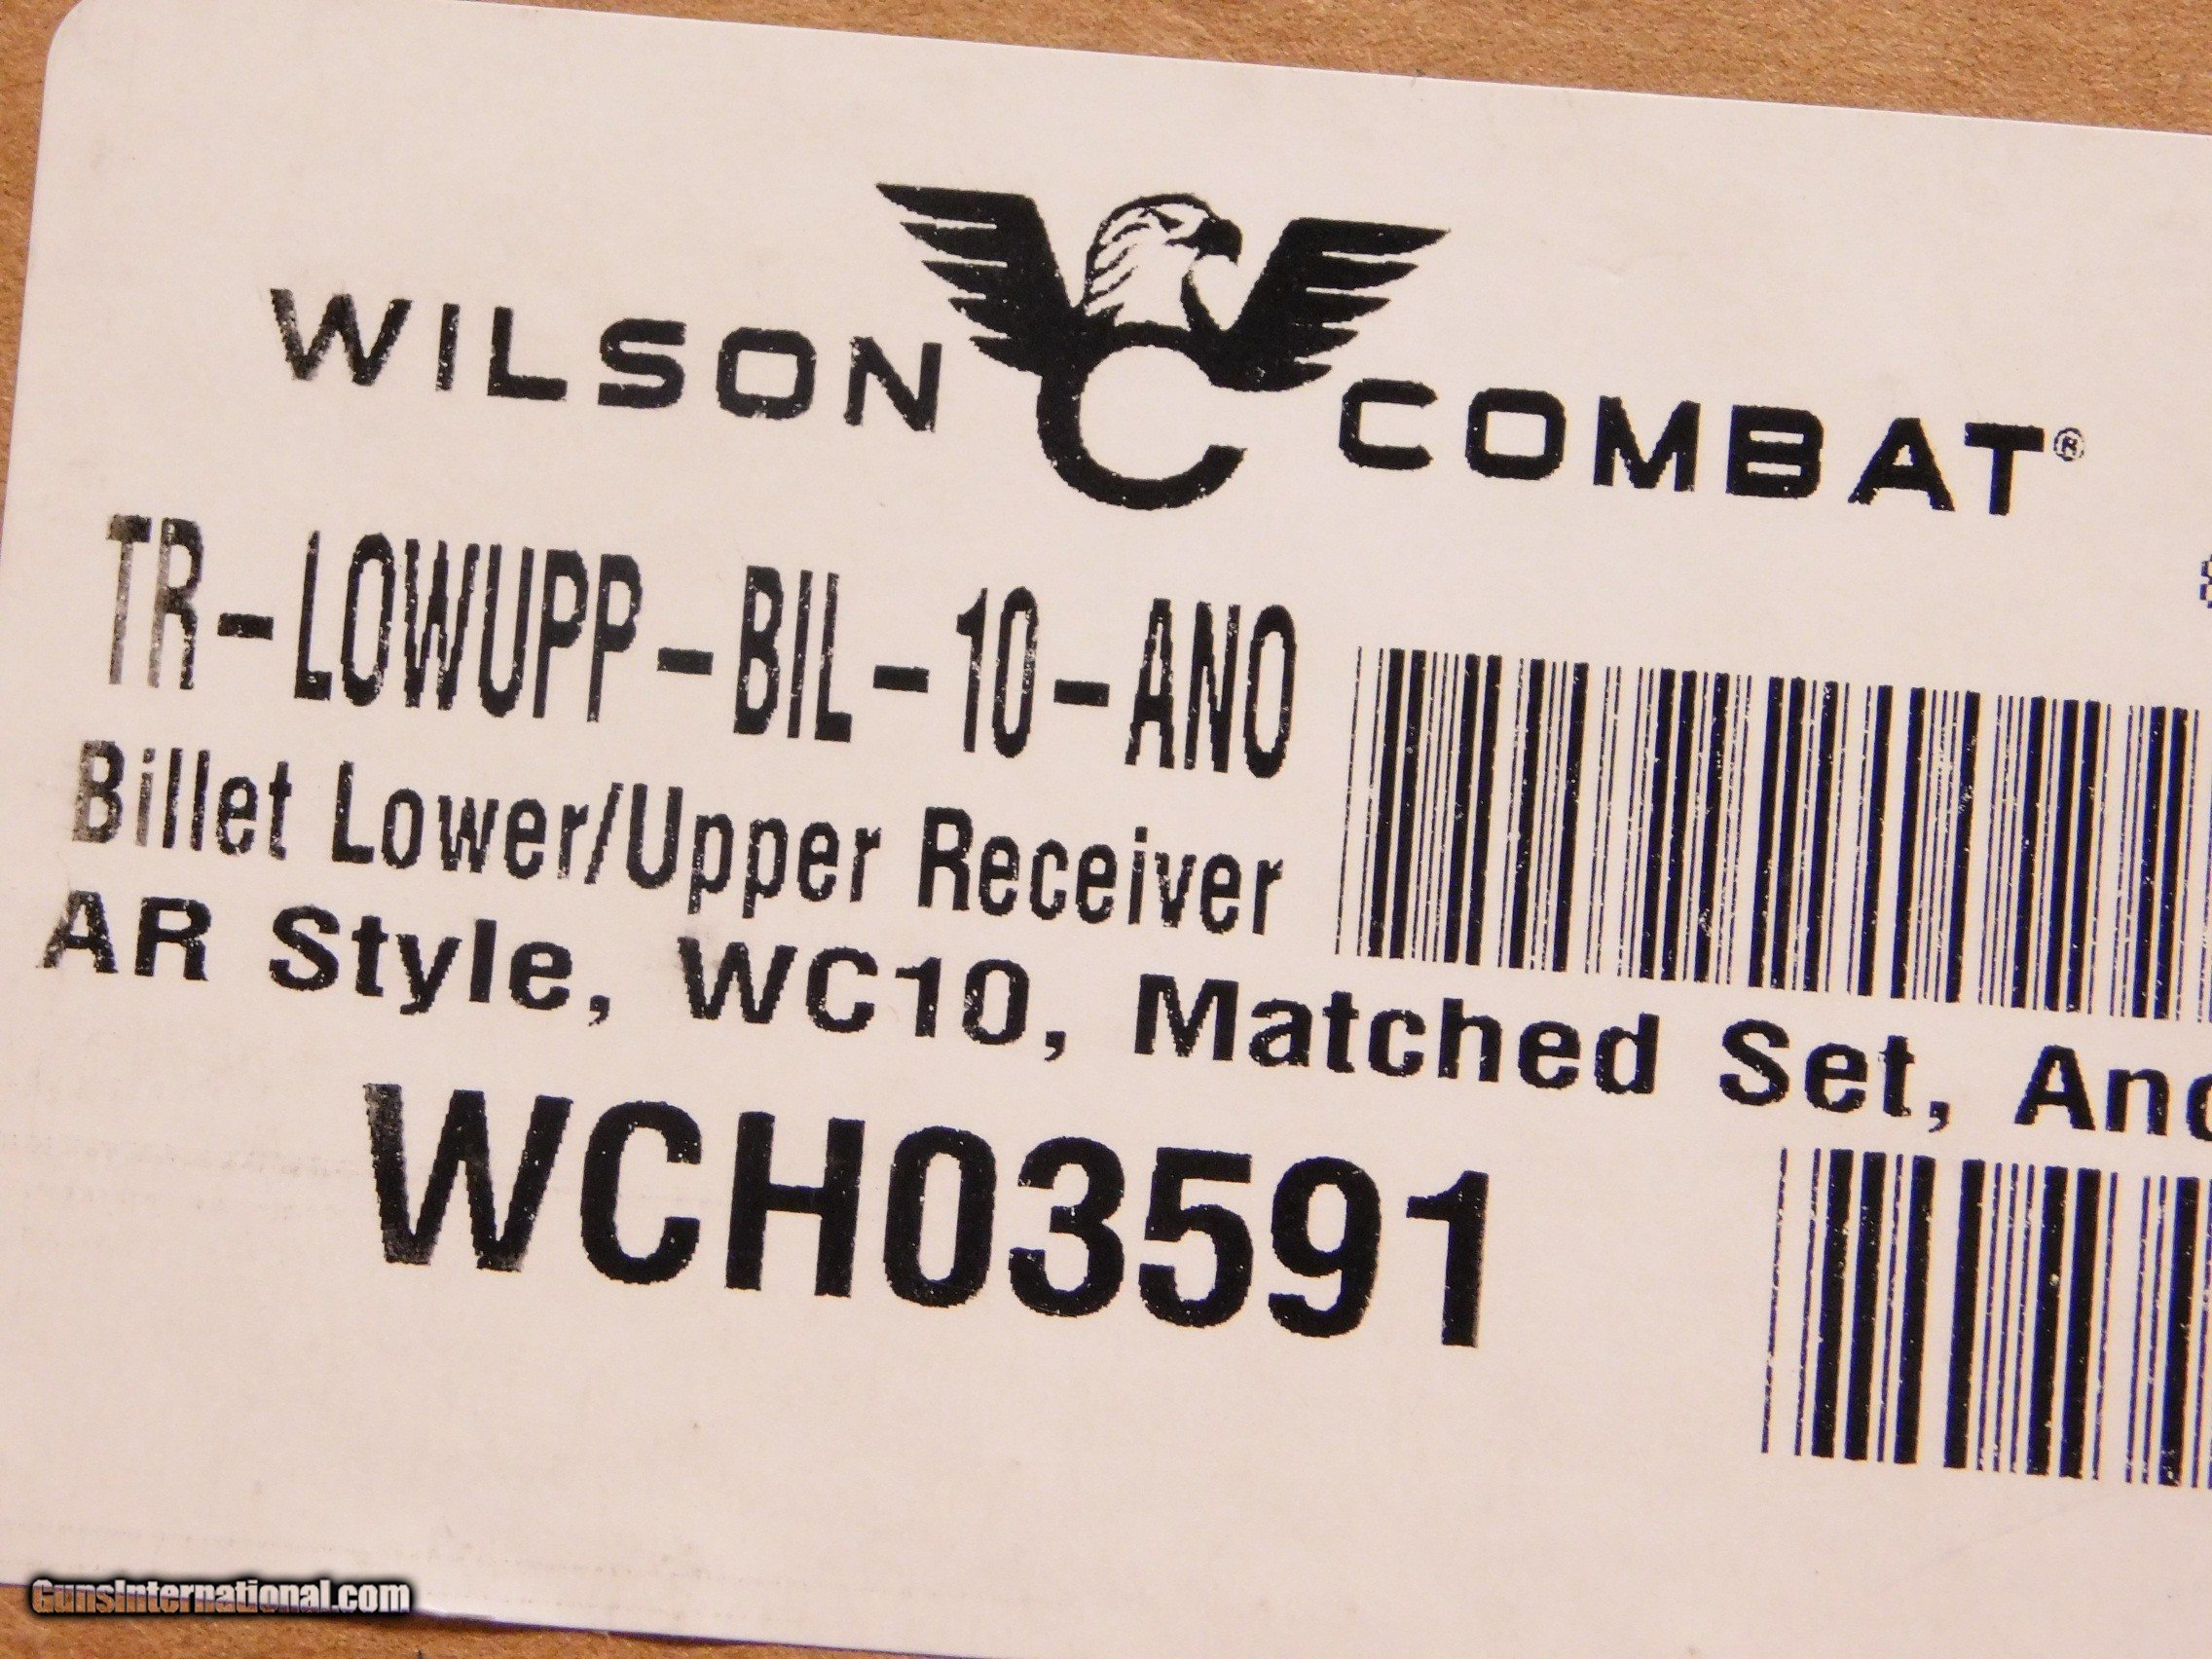 WILSON COMBAT®
TR-LOWUPP-BIL-10-ANO
Billet Lower/Upper Receiver
AR Style, WC10, Matched Set,
WCH03591
GunsInternational.com